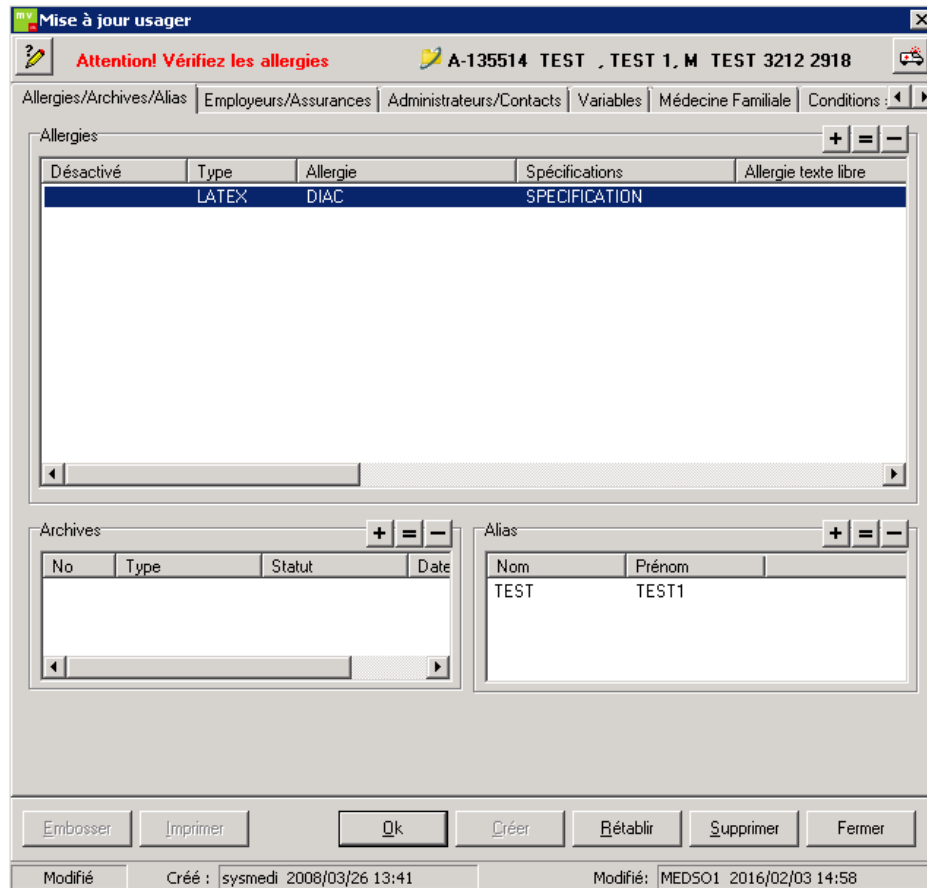 mv Mise à jour usager
Attention! Vérifiez les allergies A-135514 TEST , TEST 1, M TEST 3212 2918
Allergies/Archives/Alias Employeurs/Assurances Administrateurs/Contacts Variables Médecine Familiale Conditions
Allergies
Désactivé Type Allergie Spécifications Allergie texte libre
LATEX DIAC SPECIFICATION
Archives
No Type Statut Date
Alias
Nom Prénom
TEST TEST1
Embosser Imprimer Ok Créer Rétablir Supprimer Fermer
Modifié Créé : sysmedi 2008/03/26 13:41 Modifié: MEDSO1 2016/02/03 14:58